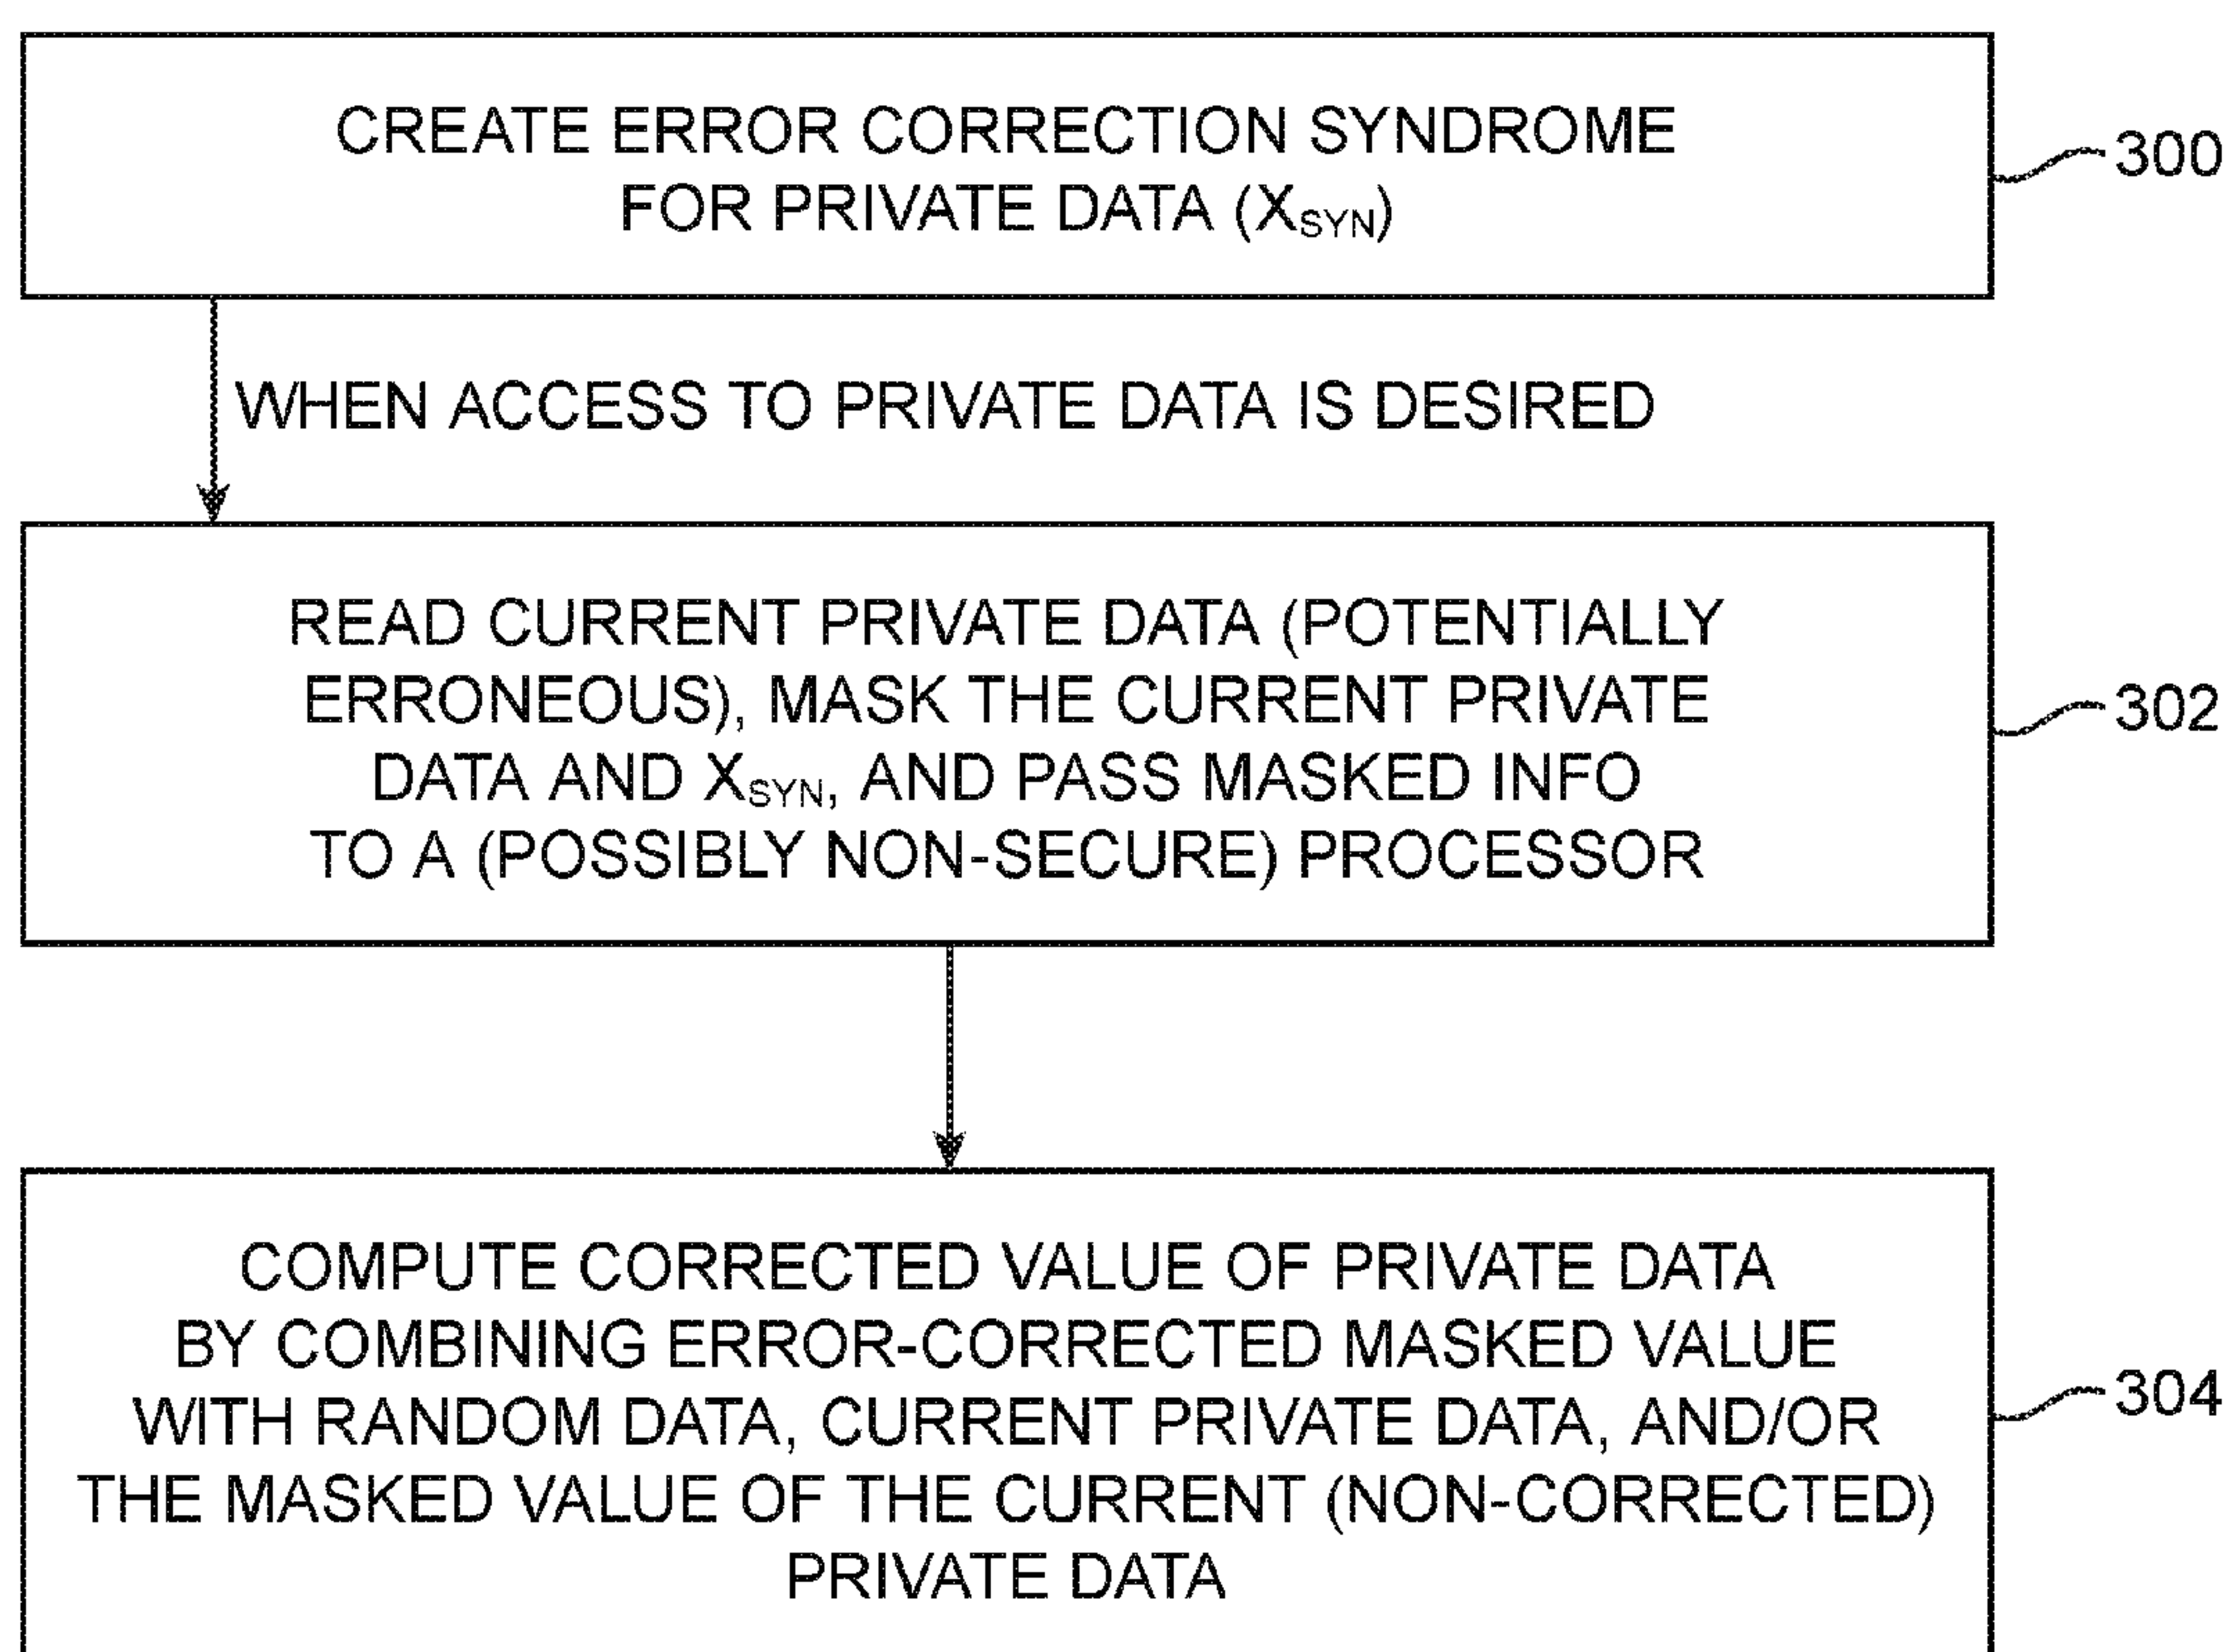 CREATE ERROR CORRECTION SYNDROME
FOR PRIVATE DATA (XSYN)
300
WHEN ACCESS TO PRIVATE DATA IS DESIRED
READ CURRENT PRIVATE DATA (POTENTIALLY
ERRONEOUS), MASK THE CURRENT PRIVATE
DATA AND XSYN, AND PASS MASKED INFO
TO A (POSSIBLY NON-SECURE) PROCESSOR
302
COMPUTE CORRECTED VALUE OF PRIVATE DATA
BY COMBINING ERROR-CORRECTED MASKED VALUE
WITH RANDOM DATA, CURRENT PRIVATE DATA, AND/OR
THE MASKED VALUE OF THE CURRENT (NON-CORRECTED)
PRIVATE DATA
304